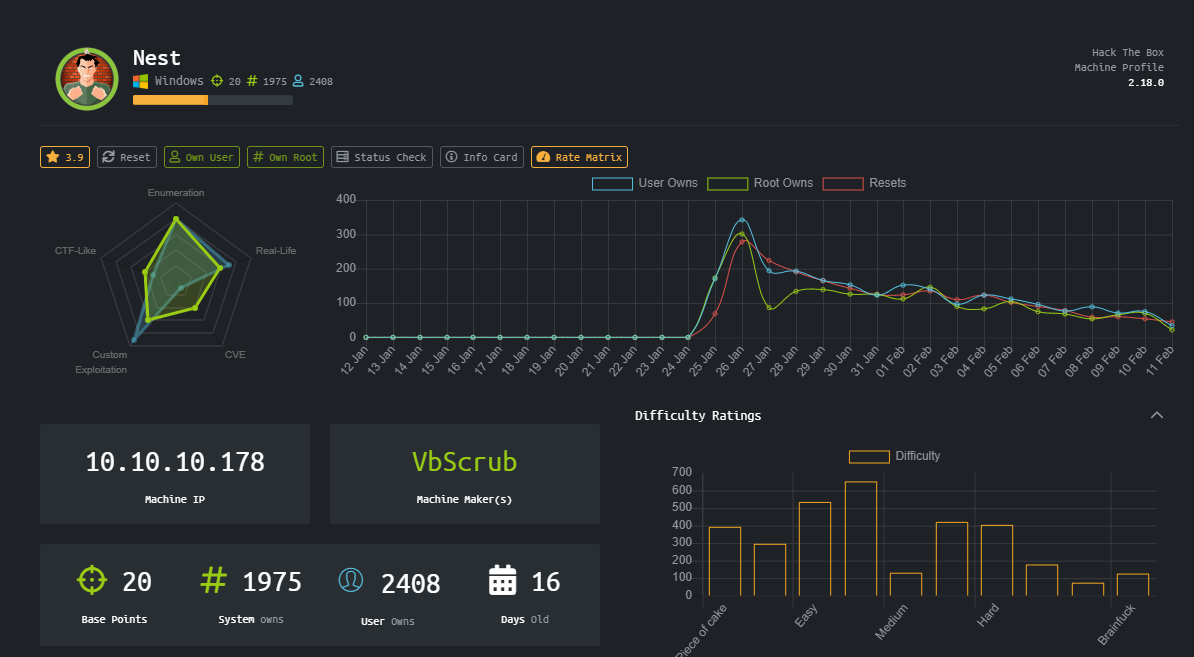 Nest
Windows 20 1975 2408
Hack The Box
Machine Profile
2.18.0
3.9 Reset Own User Own Root Status Check Info Card Rate Matrix
Enumeration
Real-Life
CVE
Custom
Exploitation
CTF-Like
User Owns Root Owns Resets
400
300
200
100
0
12 Jan 13 Jan 14 Jan 15 Jan 16 Jan 17 Jan 18 Jan 19 Jan 20 Jan 21 Jan 22 Jan 23 Jan 24 Jan 25 Jan 26 Jan 27 Jan 28 Jan 29 Jan 30 Jan 31 Jan 01 Feb 02 Feb 03 Feb 04 Feb 05 Feb 06 Feb 07 Feb 08 Feb 09 Feb 10 Feb 11 Feb
10.10.10.178
Machine IP
VbScrub
Machine Maker(s)
20
Base Points
1975
System owns
2408
User Owns
16
Days Old
Difficulty Ratings
Difficulty
700
600
500
400
300
200
100
0
Piece of cake Easy Medium Hard Brainfuck